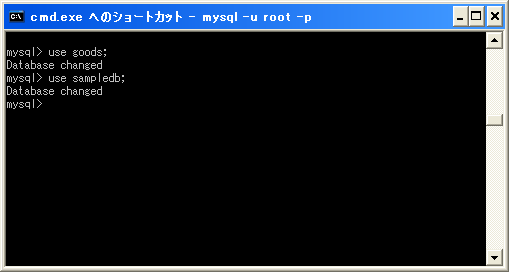 cmd.exe へのショートカット - mysql -u root -p
mysql> use goods;
Database changed
mysql> use sampledb;
Database changed
mysql>